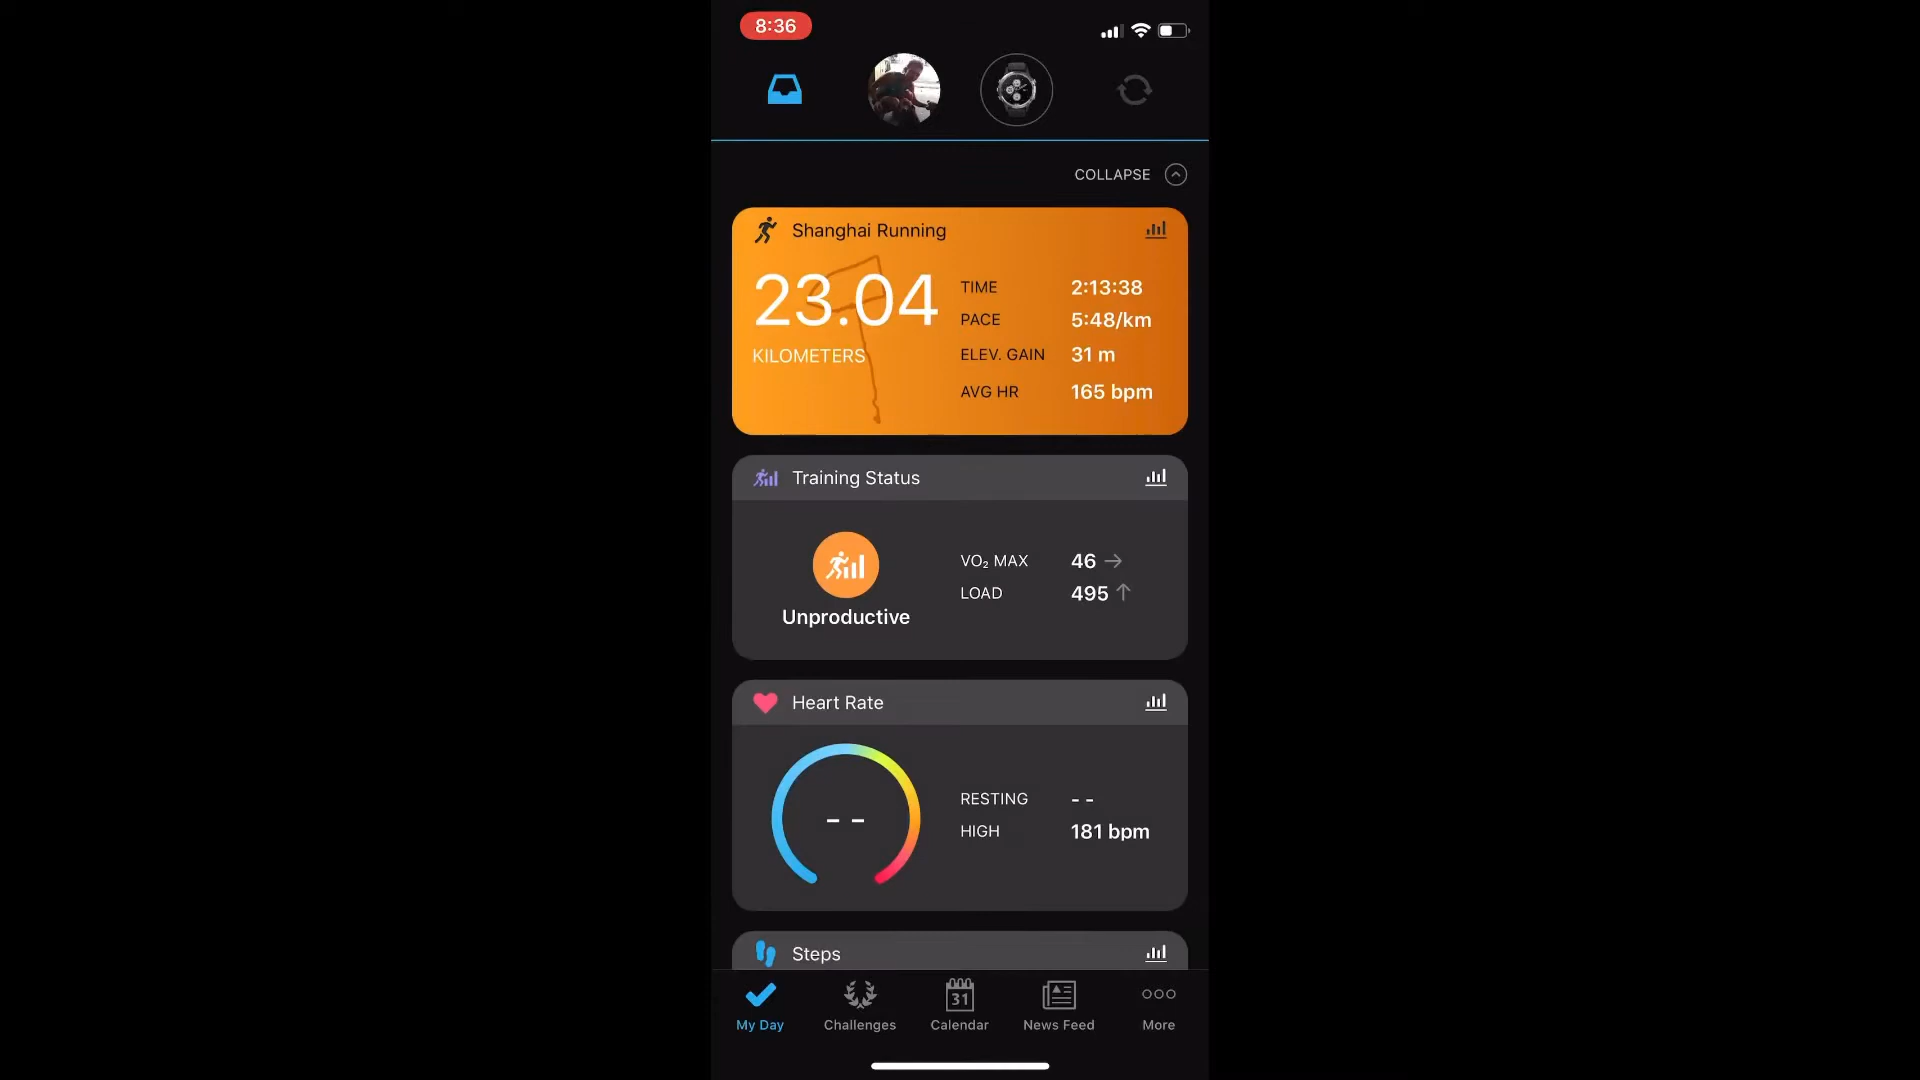 8:36
COLLAPSE
Shanghai Running
23.04
KILOMETERS
TIME 2:13:38
PACE 5:48/km
ELEV. GAIN 31 m
AVG HR 165 bpm
Training Status
Unproductive
VO₂ MAX 46
LOAD 495
Heart Rate
- -
RESTING - -
HIGH 181 bpm
Steps
31
My Day Challenges Calendar News Feed More